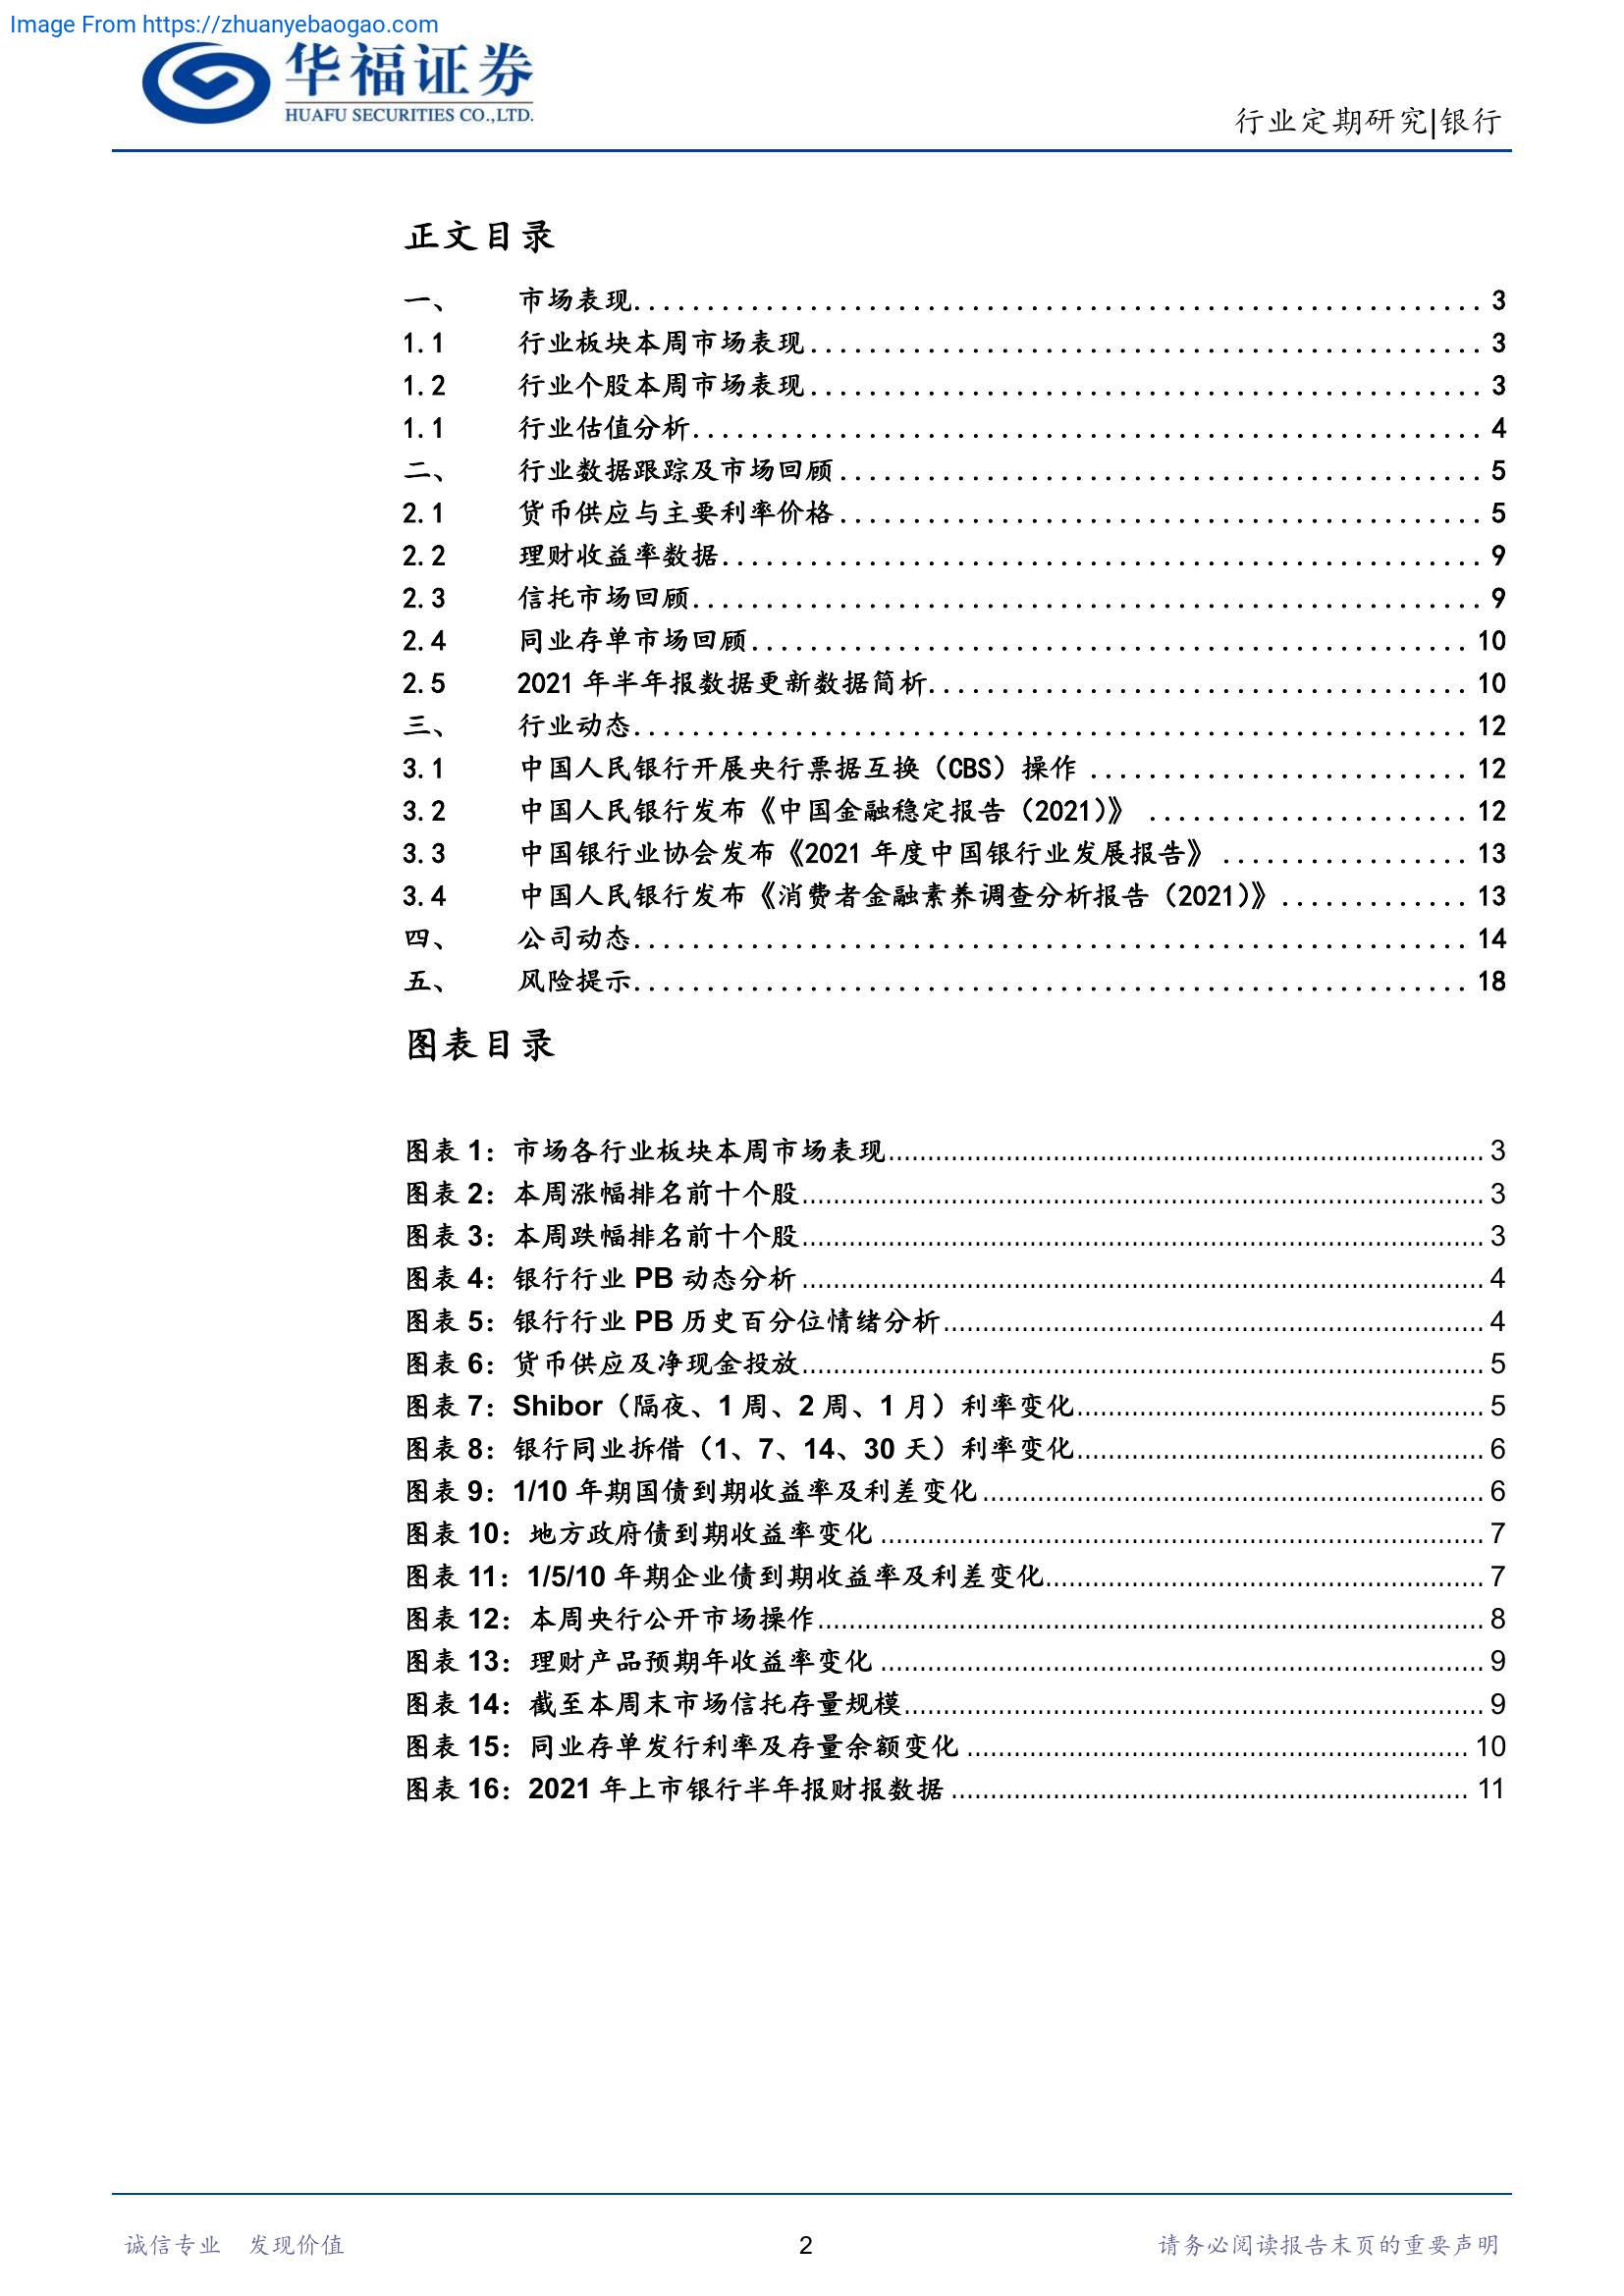 Image From https://zhuanyebaogao.com
华福证券
HUAFU SECURITIES CO.,LTD.
行业定期研究|银行
正文目录
一、 市场表现 3
1.1 行业板块本周市场表现 3
1.2 行业个股本周市场表现 3
1.1 行业估值分析 4
二、 行业数据跟踪及市场回顾 5
2.1 货币供应与主要利率价格 5
2.2 理财收益率数据 9
2.3 信托市场回顾 9
2.4 同业存单市场回顾 10
2.5 2021 年半年报数据更新数据简析 10
三、 行业动态 12
3.1 中国人民银行开展央行票据互换（CBS）操作 12
3.2 中国人民银行发布《中国金融稳定报告（2021）》 12
3.3 中国银行业协会发布《2021 年度中国银行业发展报告》 13
3.4 中国人民银行发布《消费者金融素养调查分析报告（2021）》 13
四、 公司动态 14
五、 风险提示 18
图表目录
图表 1：市场各行业板块本周市场表现 3
图表 2：本周涨幅排名前十个股 3
图表 3：本周跌幅排名前十个股 3
图表 4：银行行业 PB 动态分析 4
图表 5：银行行业 PB 历史百分位情绪分析 4
图表 6：货币供应及净现金投放 5
图表 7：Shibor（隔夜、1 周、2 周、1 月）利率变化 5
图表 8：银行同业拆借（1、7、14、30 天）利率变化 6
图表 9：1/10 年期国债到期收益率及利差变化 6
图表 10：地方政府债到期收益率变化 7
图表 11：1/5/10 年期企业债到期收益率及利差变化 7
图表 12：本周央行公开市场操作 8
图表 13：理财产品预期年收益率变化 9
图表 14：截至本周末市场信托存量规模 9
图表 15：同业存单发行利率及存量余额变化 10
图表 16：2021 年上市银行半年报财报数据 11
诚信专业 发现价值
2
请务必阅读报告末页的重要声明